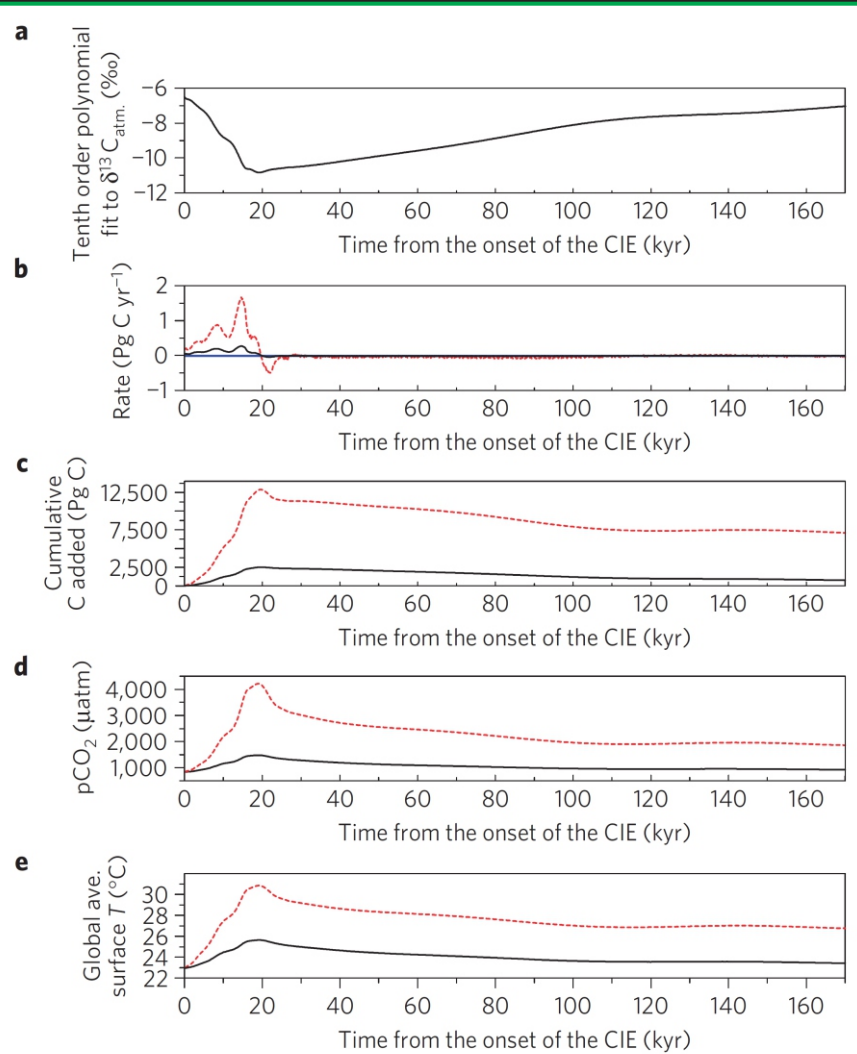 a
Tenth order polynomial
fit to δ¹³C_atm. (‰)
−6
−8
−10
−12
0 20 40 60 80 100 120 140 160
Time from the onset of the CIE (kyr)
b
Rate (Pg C yr⁻¹)
2
1
0
−1
0 20 40 60 80 100 120 140 160
Time from the onset of the CIE (kyr)
c
Cumulative
C added (Pg C)
12,500
7,500
2,500
0
0 20 40 60 80 100 120 140 160
Time from the onset of the CIE (kyr)
d
pCO₂ (μatm)
4,000
3,000
2,000
1,000
0 20 40 60 80 100 120 140 160
Time from the onset of the CIE (kyr)
e
Global ave.
surface T (°C)
30
28
26
24
22
0 20 40 60 80 100 120 140 160
Time from the onset of the CIE (kyr)